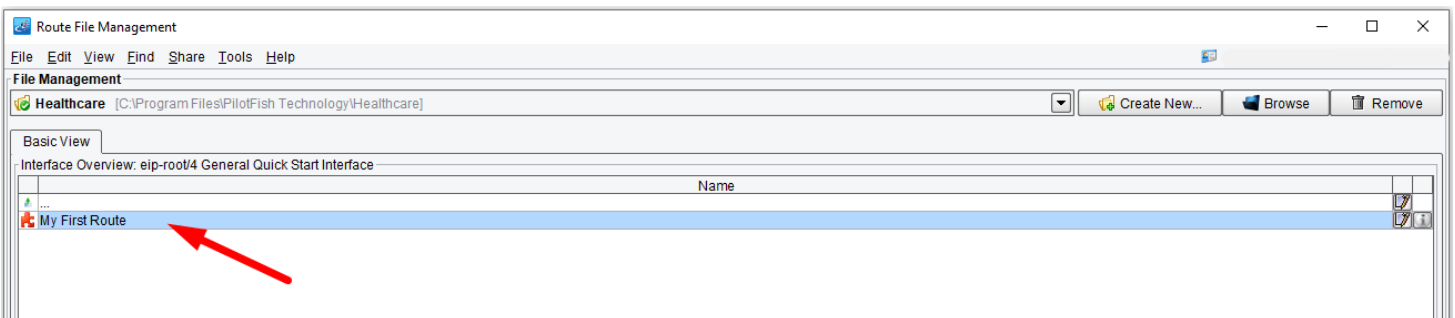 Route File Management
File Edit View Find Share Tools Help
File Management
Healthcare [C:\Program Files\PilotFish Technology\Healthcare] Create New... Browse Remove
Basic View
Interface Overview: eip-root/4 General Quick Start Interface
Name
...
My First Route